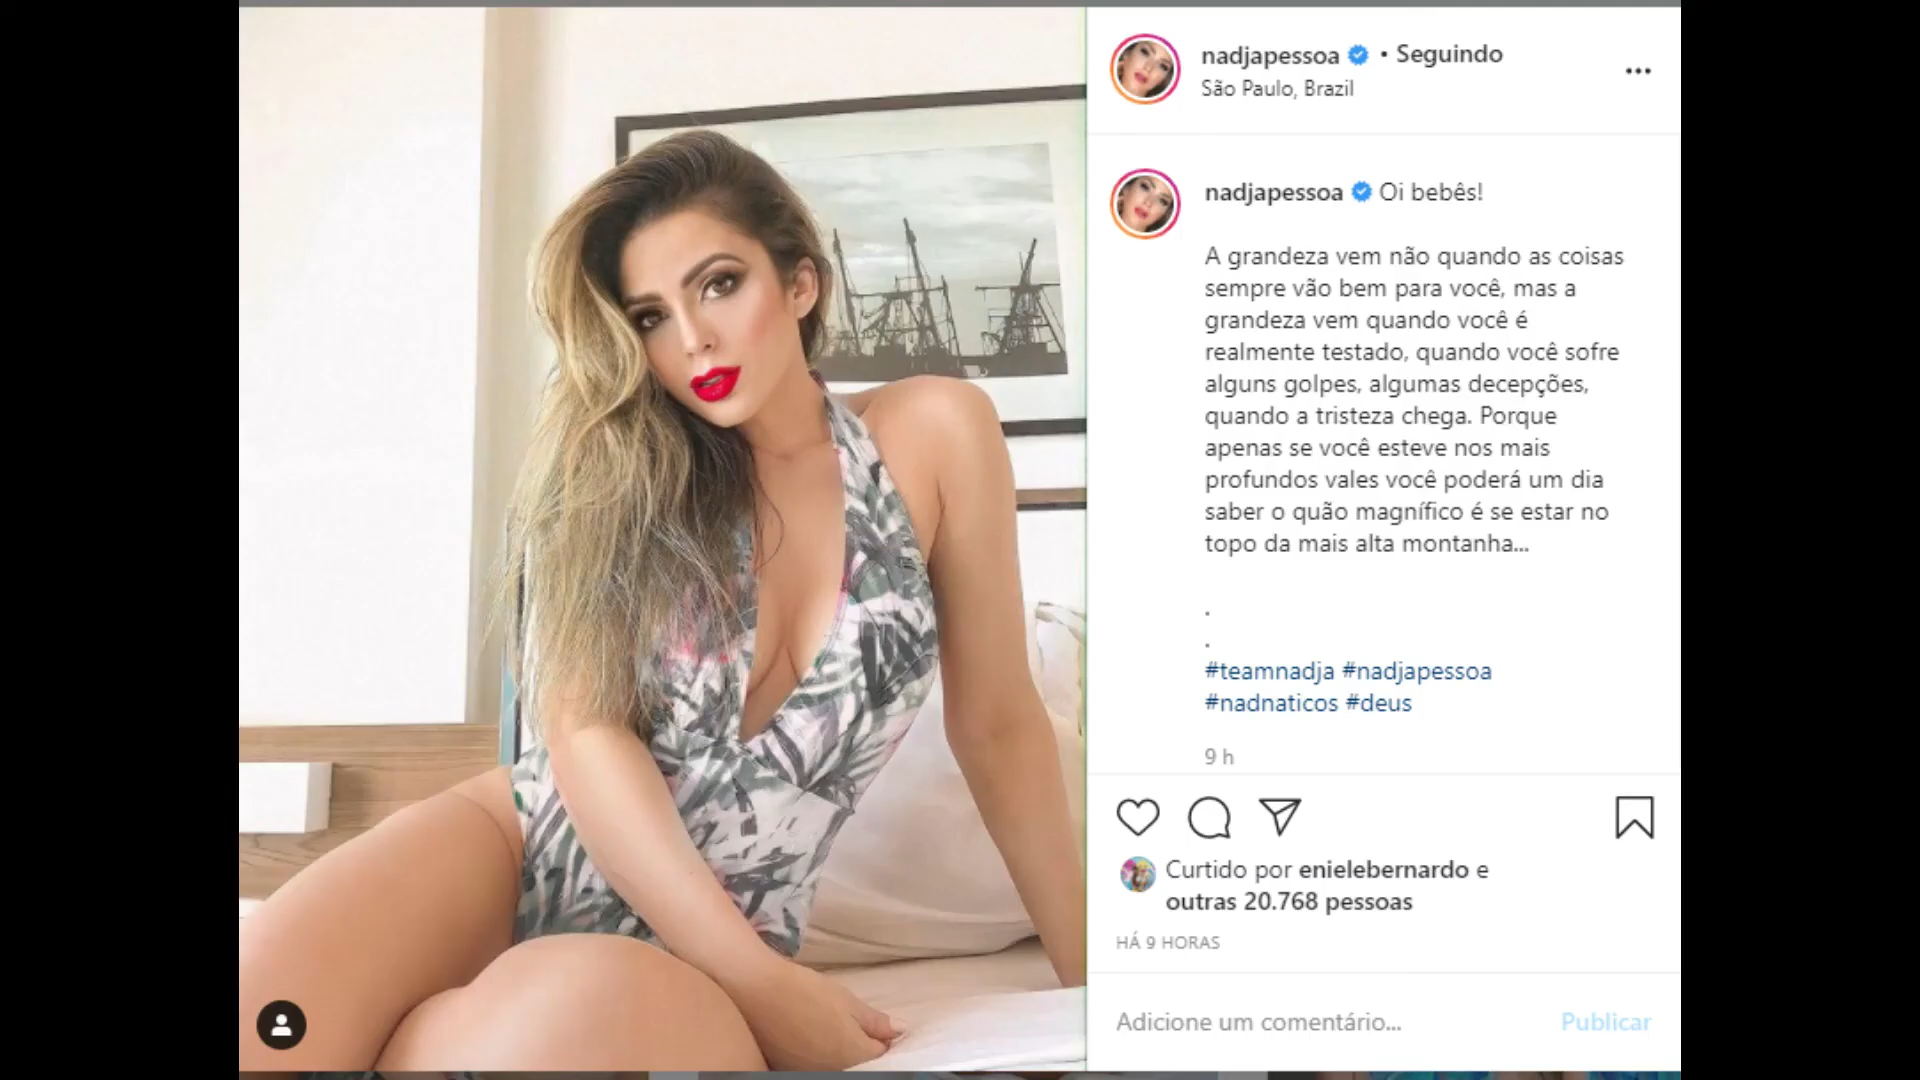 nadjapessoa • Seguindo
São Paulo, Brazil
nadjapessoa Oi bebês!
A grandeza vem não quando as coisas
sempre vão bem para você, mas a
grandeza vem quando você é
realmente testado, quando você sofre
alguns golpes, algumas decepções,
quando a tristeza chega. Porque
apenas se você esteve nos mais
profundos vales você poderá um dia
saber o quão magnífico é se estar no
topo da mais alta montanha...
.
.
#teamnadja #nadjapessoa
#nadnaticos #deus
9 h
Curtido por enielebernardo e
outras 20.768 pessoas
HÁ 9 HORAS
Adicione um comentário... Publicar